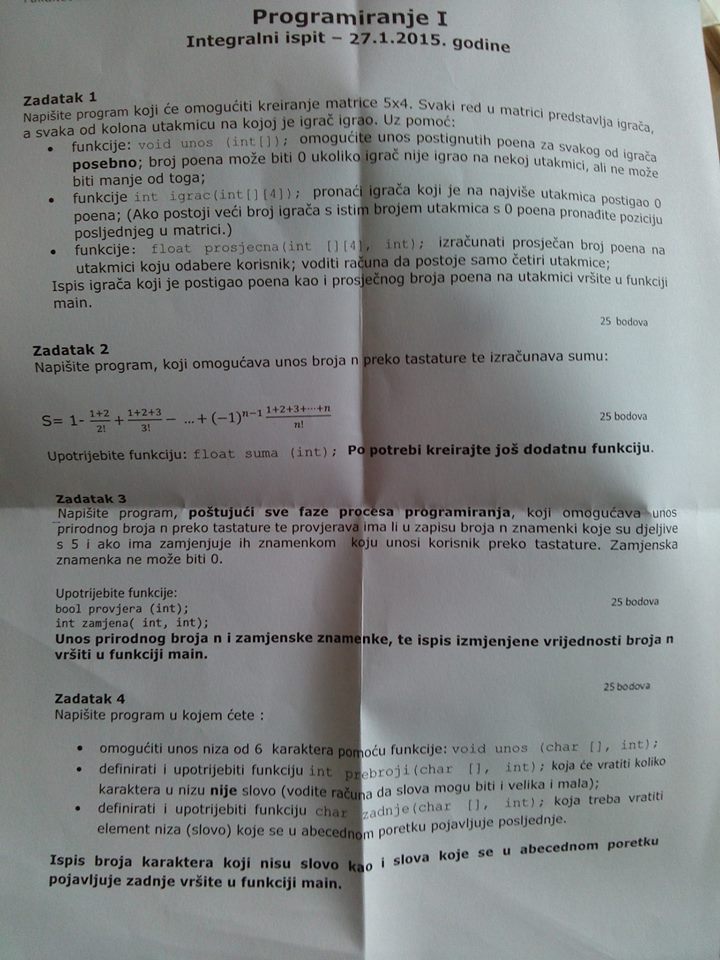 Programiranje I
Integralni ispit – 27.1.2015. godine
Zadatak 1
Napišite program koji će omogućiti kreiranje matrice 5x4. Svaki red u matrici predstavlja igrača,
a svaka od kolona utakmicu na kojoj je igrač igrao. Uz pomoć:
• funkcije: void unos (int[]); omogućite unos postignutih poena za svakog od igrača
posebno; broj poena može biti 0 ukoliko igrač nije igrao na nekoj utakmici, ali ne može
biti manje od toga;
• funkcije int igrac(int[][4]); pronaći igrača koji je na najviše utakmica postigao 0
poena; (Ako postoji veći broj igrača s istim brojem utakmica s 0 poena pronađite poziciju
posljednjeg u matrici.)
• funkcije: float prosjecna(int [][4], int); izračunati prosječan broj poena na
utakmici koju odabere korisnik; voditi računa da postoje samo četiri utakmice;
Ispis igrača koji je postigao poena kao i prosječnog broja poena na utakmici vršite u funkciji
main.
25 bodova
Zadatak 2
Napišite program, koji omogućava unos broja n preko tastature te izračunava sumu:
S= 1- (1+2)/2! + (1+2+3)/3! − ... + (−1)^(n−1) (1+2+3+⋯+n)/n!
25 bodova
Upotrijebite funkciju: float suma (int); Po potrebi kreirajte još dodatnu funkciju.
Zadatak 3
Napišite program, poštujući sve faze procesa programiranja, koji omogućava unos
prirodnog broja n preko tastature te provjerava ima li u zapisu broja n znamenki koje su djeljive
s 5 i ako ima zamjenjuje ih znamenkom koju unosi korisnik preko tastature. Zamjenska
znamenka ne može biti 0.
Upotrijebite funkcije:
25 bodova
bool provjera (int);
int zamjena( int, int);
Unos prirodnog broja n i zamjenske znamenke, te ispis izmjenjene vrijednosti broja n
vršiti u funkciji main.
25 bodova
Zadatak 4
Napišite program u kojem ćete :
• omogućiti unos niza od 6 karaktera pomoću funkcije: void unos (char [], int);
• definirati i upotrijebiti funkciju int prebroji(char [], int); koja će vratiti koliko
karaktera u nizu nije slovo (vodite računa da slova mogu biti i velika i mala);
• definirati i upotrijebiti funkciju char zadnje(char [], int); koja treba vratiti
element niza (slovo) koje se u abecednom poretku pojavljuje posljednje.
Ispis broja karaktera koji nisu slovo kao i slova koje se u abecednom poretku
pojavljuje zadnje vršite u funkciji main.